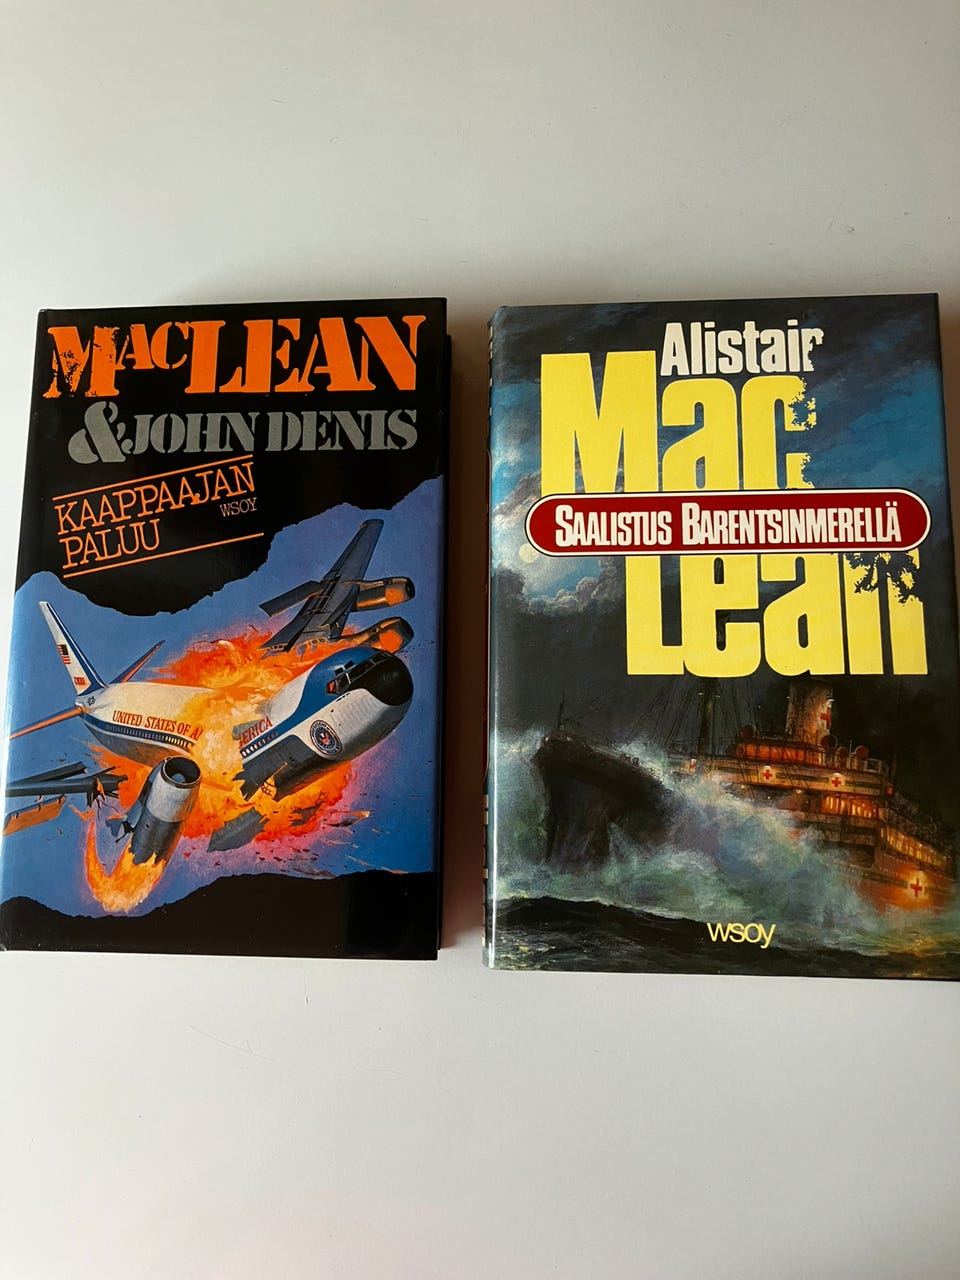 MACLEAN
& JOHN DENIS
KAAPPAAJAN
PALUU
WSOY
UNITED STATES OF A
ERICA
Alistair
Mac
SAALISTUS BARENTSINMERELLÄ
Lean
wsoy